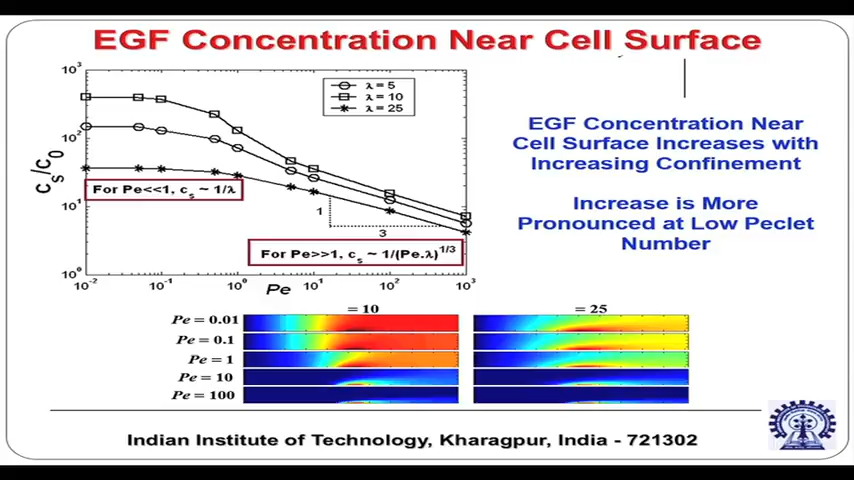 EGF Concentration Near Cell Surface
10³
10²
10¹
10⁰
c_s/c_0
λ = 5
λ = 10
λ = 25
For Pe<<1, c_s ~ 1/λ
1
3
For Pe>>1, c_s ~ 1/(Pe.λ)^1/3
10⁻² 10⁻¹ 10⁰ 10¹ 10² 10³
Pe
EGF Concentration Near
Cell Surface Increases with
Increasing Confinement
Increase is More
Pronounced at Low Peclet
Number
= 10 = 25
Pe = 0.01
Pe = 0.1
Pe = 1
Pe = 10
Pe = 100
Indian Institute of Technology, Kharagpur, India - 721302